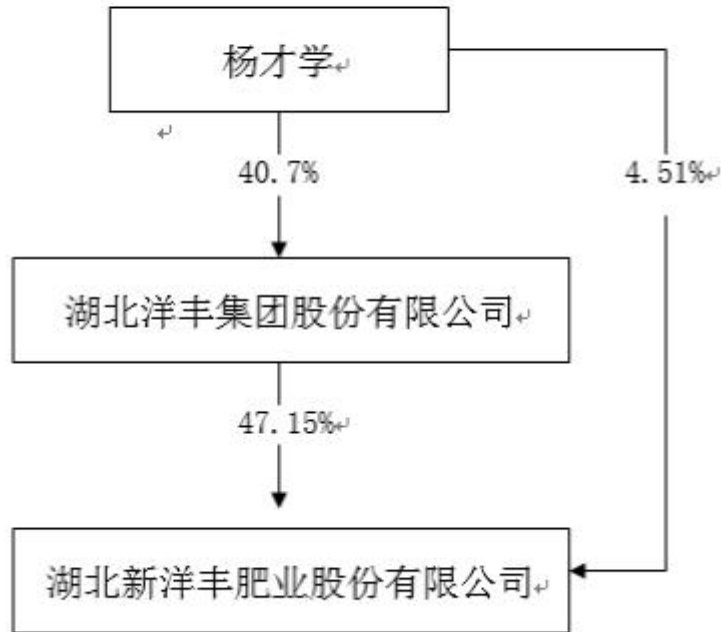 杨才学
40.7%
4.51%
湖北洋丰集团股份有限公司
47.15%
湖北新洋丰肥业股份有限公司